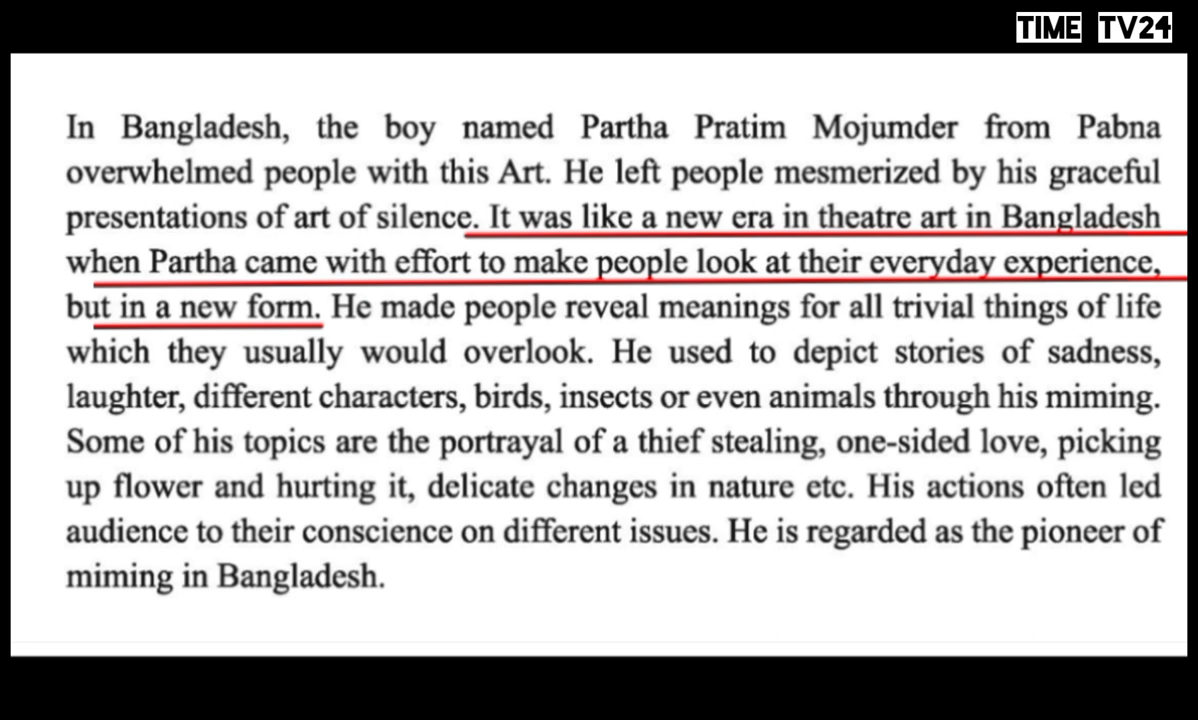 TIME TV24
In Bangladesh, the boy named Partha Pratim Mojumder from Pabna
overwhelmed people with this Art. He left people mesmerized by his graceful
presentations of art of silence. It was like a new era in theatre art in Bangladesh
when Partha came with effort to make people look at their everyday experience,
but in a new form. He made people reveal meanings for all trivial things of life
which they usually would overlook. He used to depict stories of sadness,
laughter, different characters, birds, insects or even animals through his miming.
Some of his topics are the portrayal of a thief stealing, one-sided love, picking
up flower and hurting it, delicate changes in nature etc. His actions often led
audience to their conscience on different issues. He is regarded as the pioneer of
miming in Bangladesh.